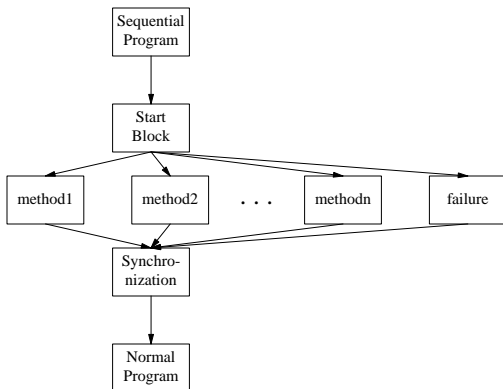 Sequential
Program
Start
Block
method1 method2 . . . methodn failure
Synchro-
nization
Normal
Program